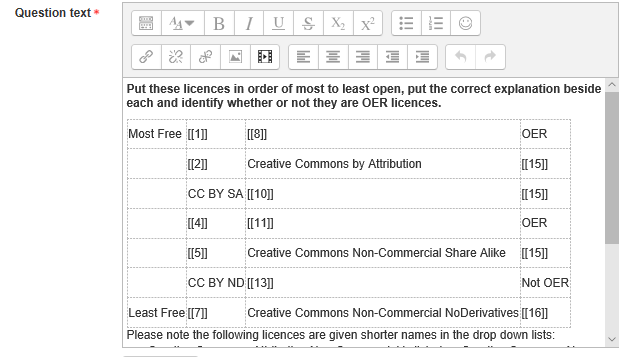 Question text *
B I U S X₂ X²
Put these licences in order of most to least open, put the correct explanation beside
each and identify whether or not they are OER licences.
Most Free [[1]] [[8]] OER
[[2]] Creative Commons by Attribution [[15]]
CC BY SA [[10]] [[15]]
[[4]] [[11]] OER
[[5]] Creative Commons Non-Commercial Share Alike [[15]]
CC BY ND [[13]] Not OER
Least Free [[7]] Creative Commons Non-Commercial NoDerivatives [[16]]
Please note the following licences are given shorter names in the drop down lists: